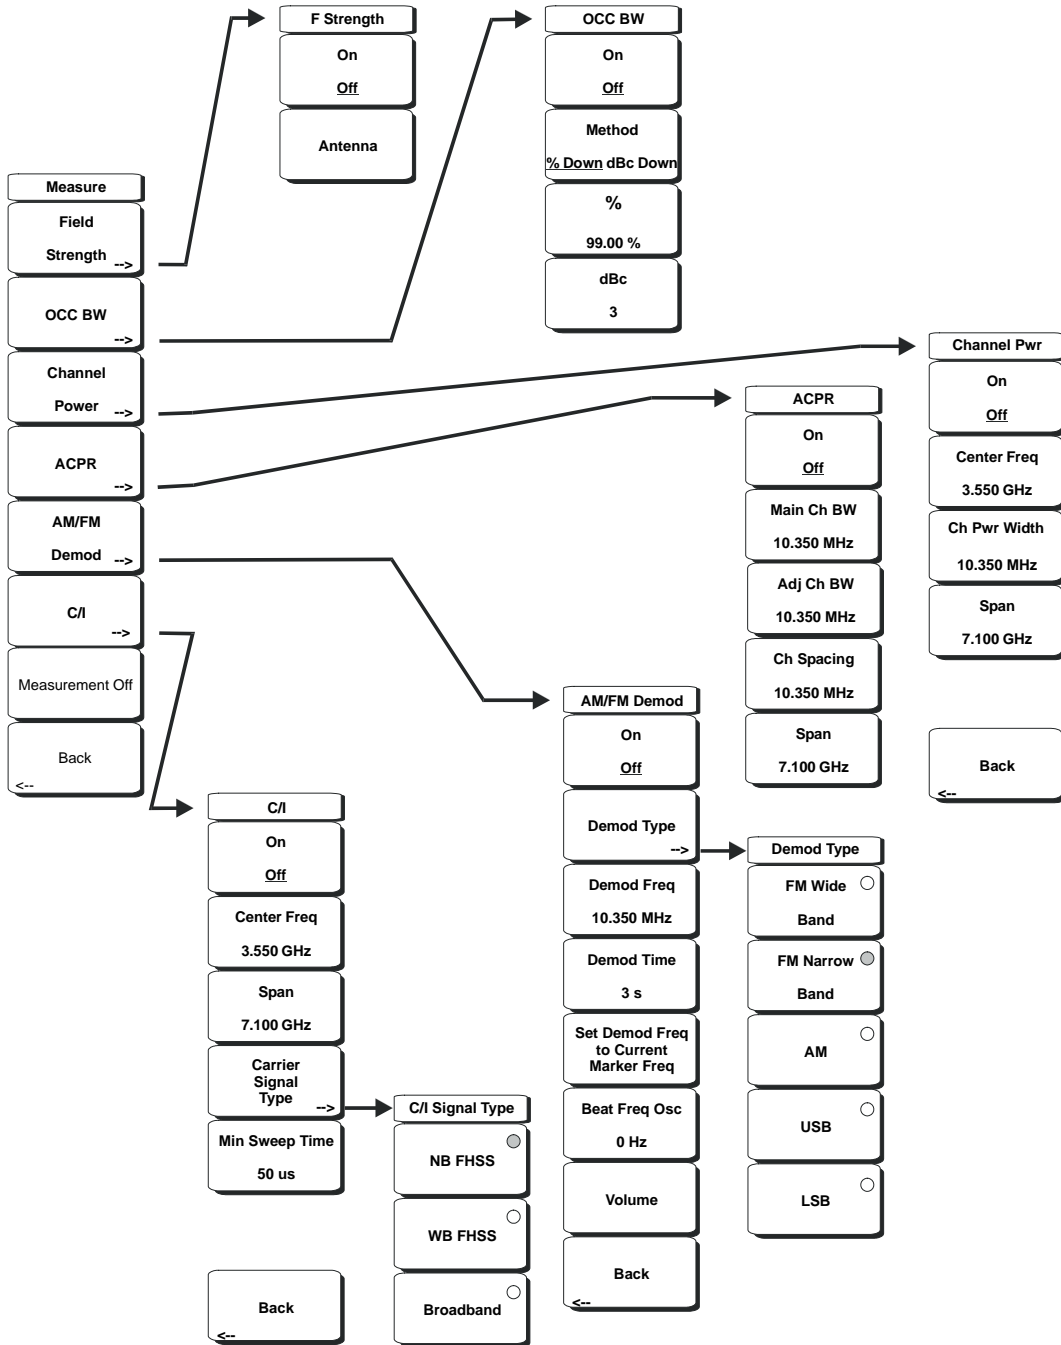 F Strength
On
Off
Antenna
OCC BW
On
Off
Method
% Down dBc Down
%
99.00 %
dBc
3
Measure
Field
Strength -->
OCC BW
-->
Channel
Power -->
ACPR
-->
AM/FM
Demod -->
C/I
-->
Measurement Off
Back
<--
Channel Pwr
On
Off
Center Freq
3.550 GHz
Ch Pwr Width
10.350 MHz
Span
7.100 GHz
Back
<--
ACPR
On
Off
Main Ch BW
10.350 MHz
Adj Ch BW
10.350 MHz
Ch Spacing
10.350 MHz
Span
7.100 GHz
AM/FM Demod
On
Off
Demod Type
-->
Demod Freq
10.350 MHz
Demod Time
3 s
Set Demod Freq
to Current
Marker Freq
Beat Freq Osc
0 Hz
Volume
Back
<--
Demod Type
FM Wide
Band
FM Narrow
Band
AM
USB
LSB
C/I
On
Off
Center Freq
3.550 GHz
Span
7.100 GHz
Carrier
Signal
Type
-->
Min Sweep Time
50 us
Back
<--
C/I Signal Type
NB FHSS
WB FHSS
Broadband